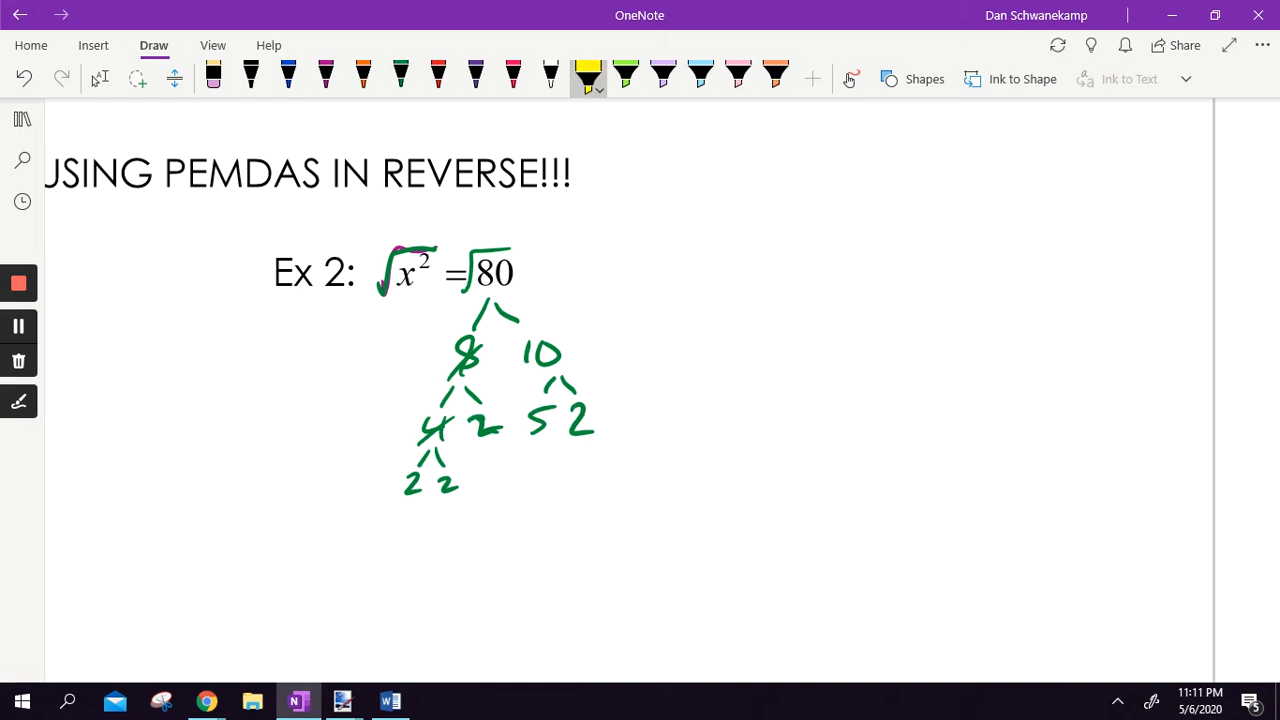 OneNote
Dan Schwanekamp
Home Insert Draw View Help
Share
Shapes Ink to Shape Ink to Text
USING PEMDAS IN REVERSE!!!
Ex 2: √x² = √80
8 10
4 2 5 2
2 2
11:11 PM
5/6/2020
5